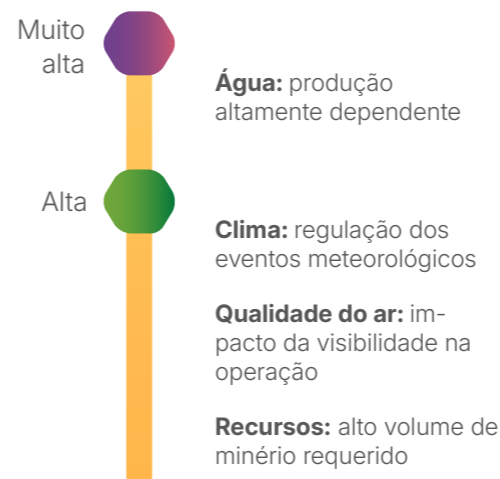 Muito
alta
Água: produção
altamente dependente
Alta
Clima: regulação dos
eventos meteorológicos
Qualidade do ar: im-
pacto da visibilidade na
operação
Recursos: alto volume de
minério requerido